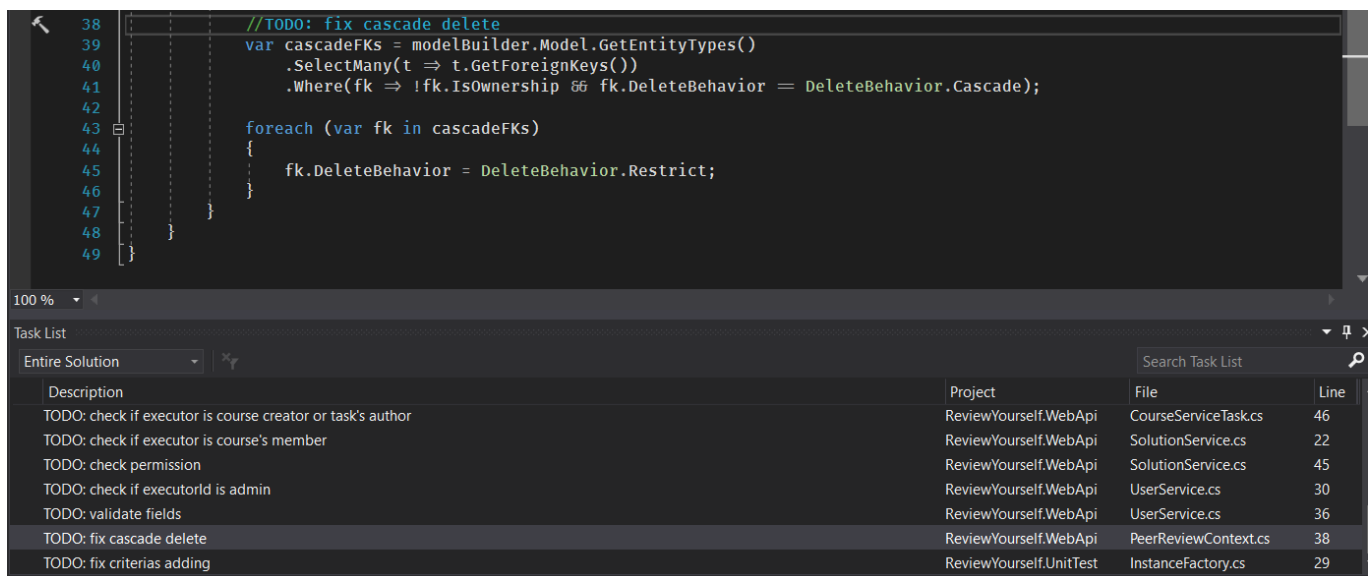 38 //TODO: fix cascade delete
39 var cascadeFKs = modelBuilder.Model.GetEntityTypes()
40 .SelectMany(t ⇒ t.GetForeignKeys())
41 .Where(fk ⇒ !fk.IsOwnership && fk.DeleteBehavior == DeleteBehavior.Cascade);
42
43 foreach (var fk in cascadeFKs)
44 {
45 fk.DeleteBehavior = DeleteBehavior.Restrict;
46 }
47 }
48 }
49 }
100 %
Task List
Entire Solution Search Task List
Description Project File Line
TODO: check if executor is course creator or task's author ReviewYourself.WebApi CourseServiceTask.cs 46
TODO: check if executor is course's member ReviewYourself.WebApi SolutionService.cs 22
TODO: check permission ReviewYourself.WebApi SolutionService.cs 45
TODO: check if executorId is admin ReviewYourself.WebApi UserService.cs 30
TODO: validate fields ReviewYourself.WebApi UserService.cs 36
TODO: fix cascade delete ReviewYourself.WebApi PeerReviewContext.cs 38
TODO: fix criterias adding ReviewYourself.UnitTest InstanceFactory.cs 29